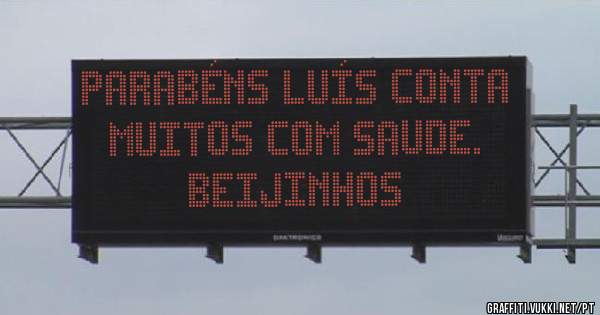 PARABÉNS LUÍS CONTA
MUITOS COM SAUDE.
BEIJINHOS
DAKTRONICS
GRAFFITI.VUKKI.NET/PT